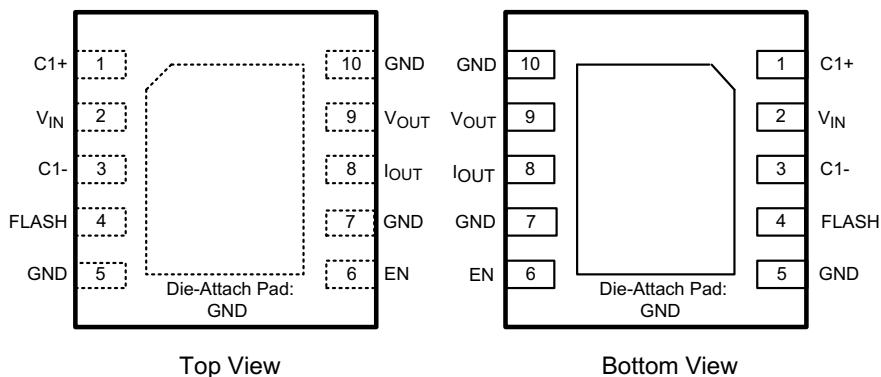 C1+ 1 10 GND
VIN 2 9 VOUT
C1- 3 8 IOUT
FLASH 4 7 GND
GND 5 6 EN
Die-Attach Pad:
GND
Top View
GND 10 1 C1+
VOUT 9 2 VIN
IOUT 8 3 C1-
GND 7 4 FLASH
EN 6 5 GND
Die-Attach Pad:
GND
Bottom View